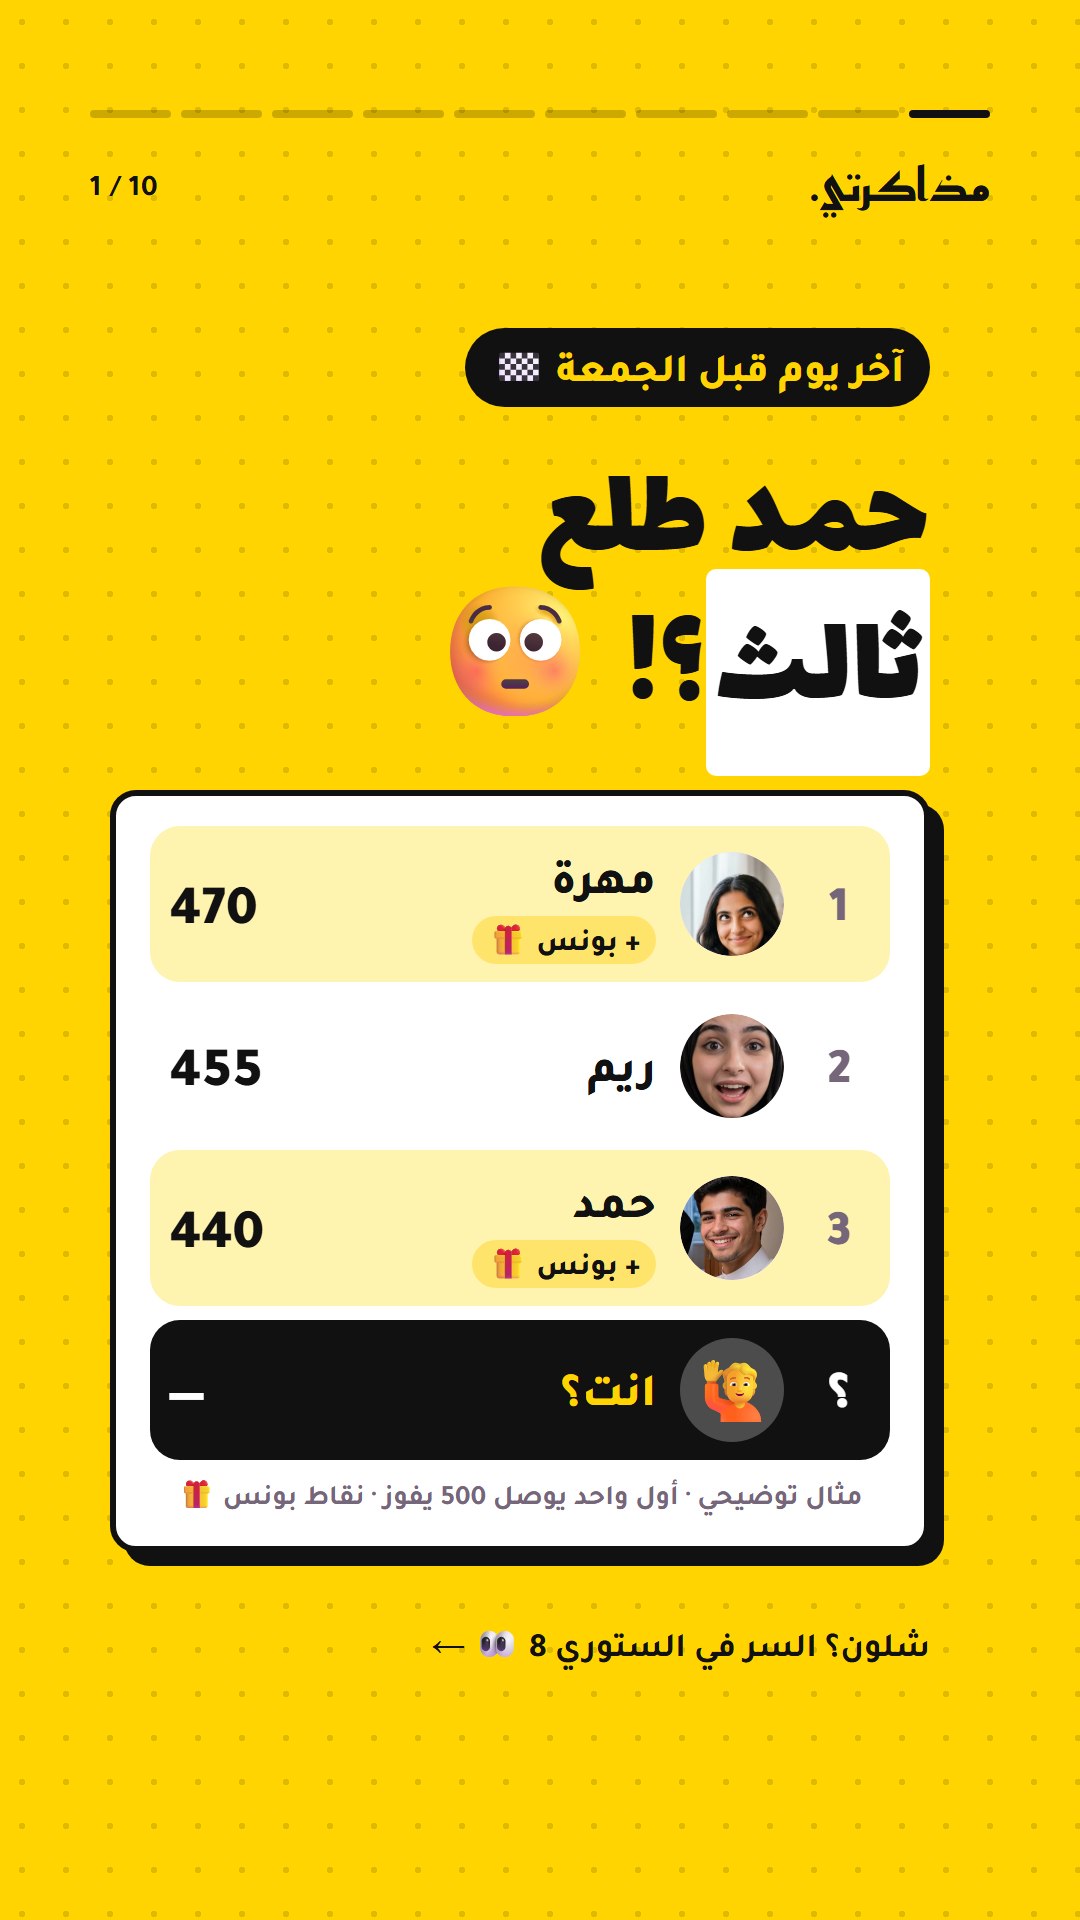 مذاكرتي.
1 / 10
آخر يوم قبل الجمعة 🏁
حمد طلع
ثالث؟! 😳
1 مهرة 470
+ بونس 🎁
2 ريم 455
3 حمد 440
+ بونس 🎁
؟ انت؟ —
مثال توضيحي · أول واحد يوصل 500 يفوز · نقاط بونس 🎁
شلون؟ السر في الستوري 8 👀 ←